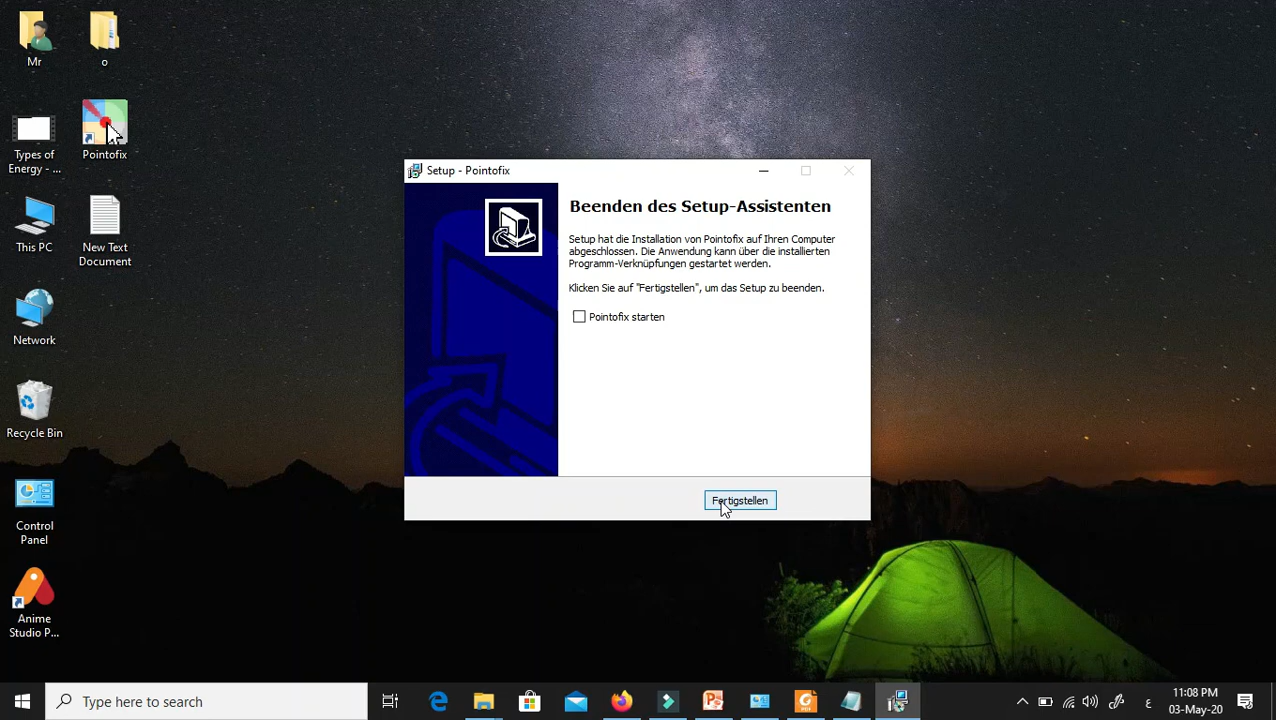 Mr
o
Types of
Energy - ...
Pointofix
This PC
New Text
Document
Network
Recycle Bin
Control
Panel
Anime
Studio P...
Setup - Pointofix
Beenden des Setup-Assistenten
Setup hat die Installation von Pointofix auf Ihren Computer
abgeschlossen. Die Anwendung kann über die installierten
Programm-Verknüpfungen gestartet werden.
Klicken Sie auf "Fertigstellen", um das Setup zu beenden.
Pointofix starten
Fertigstellen
Type here to search
PDF
11:08 PM
03-May-20